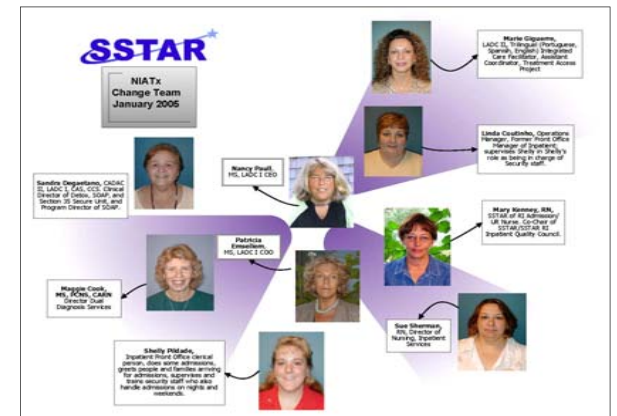 SSTAR
NIATx
Change Team
January 2005
Marie Giguerre,
LADC II, Trilingual (Portuguese,
Spanish, English) Integrated
Care Facilitator, Assistant
Coordinator, Treatment Access
Project
Linda Coutinho, Operations
Manager, Former Front Office
Manager of Inpatient;
supervises Shelly in Shelly's
role as being in charge of
Security staff.
Nancy Paull,
MS, LADC I CEO
Sandra Degaetano, CADAC
II, LADC I, CAS, CCS. Clinical
Director of Detox, SOAP, and
Section 35 Secure Unit, and
Program Director of SOAP.
Mary Kenney, RN,
SSTAR of RI Admission/
UR Nurse. Co-Chair of
SSTAR/SSTAR RI
Inpatient Quality Council.
Patricia
Emsellem,
MS, LADC I COO
Maggie Cook,
MS, PCNS, CARN
Director Dual
Diagnosis Services
Sue Sherman,
RN, Director of
Nursing, Inpatient
Services
Shelly Pildade,
Inpatient Front Office clerical
person, does some admissions,
greets people and families arriving
for admissions, supervises and
trains security staff who also
handle admissions on nights and
weekends.